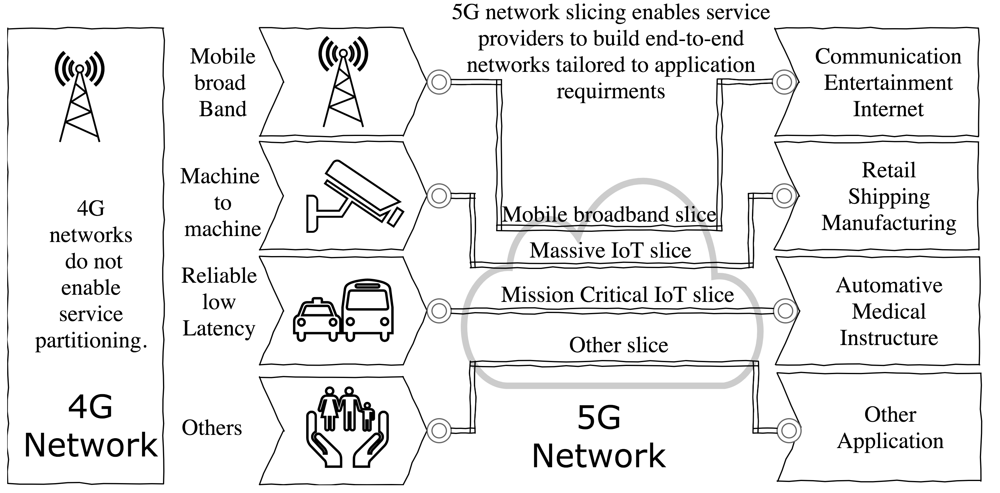 4G
networks
do not
enable
service
partitioning.
4G
Network
Mobile
broad
Band
Machine
to
machine
Reliable
low
Latency
Others
5G network slicing enables service
providers to build end-to-end
networks tailored to application
requirments
Mobile broadband slice
Massive IoT slice
Mission Critical IoT slice
Other slice
5G
Network
Communication
Entertainment
Internet
Retail
Shipping
Manufacturing
Automative
Medical
Instructure
Other
Application